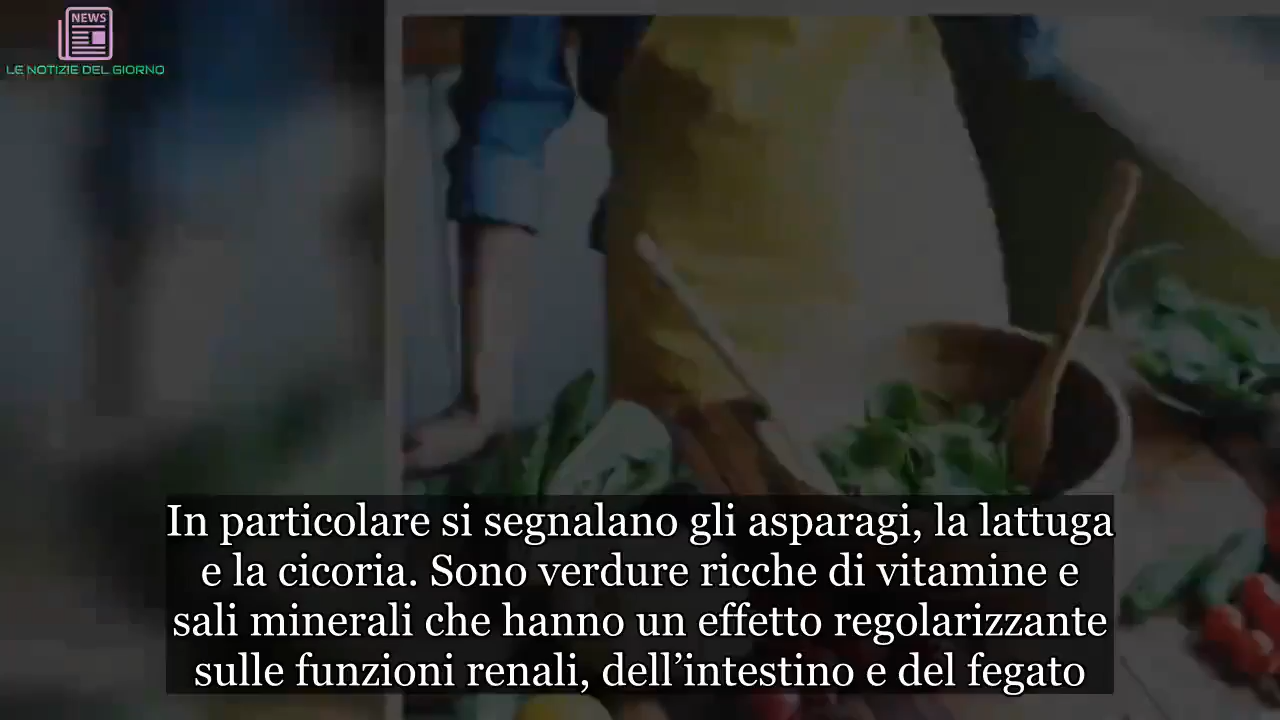 NEWS
LE NOTIZIE DEL GIORNO
In particolare si segnalano gli asparagi, la lattuga
e la cicoria. Sono verdure ricche di vitamine e
sali minerali che hanno un effetto regolarizzante
sulle funzioni renali, dell’intestino e del fegato